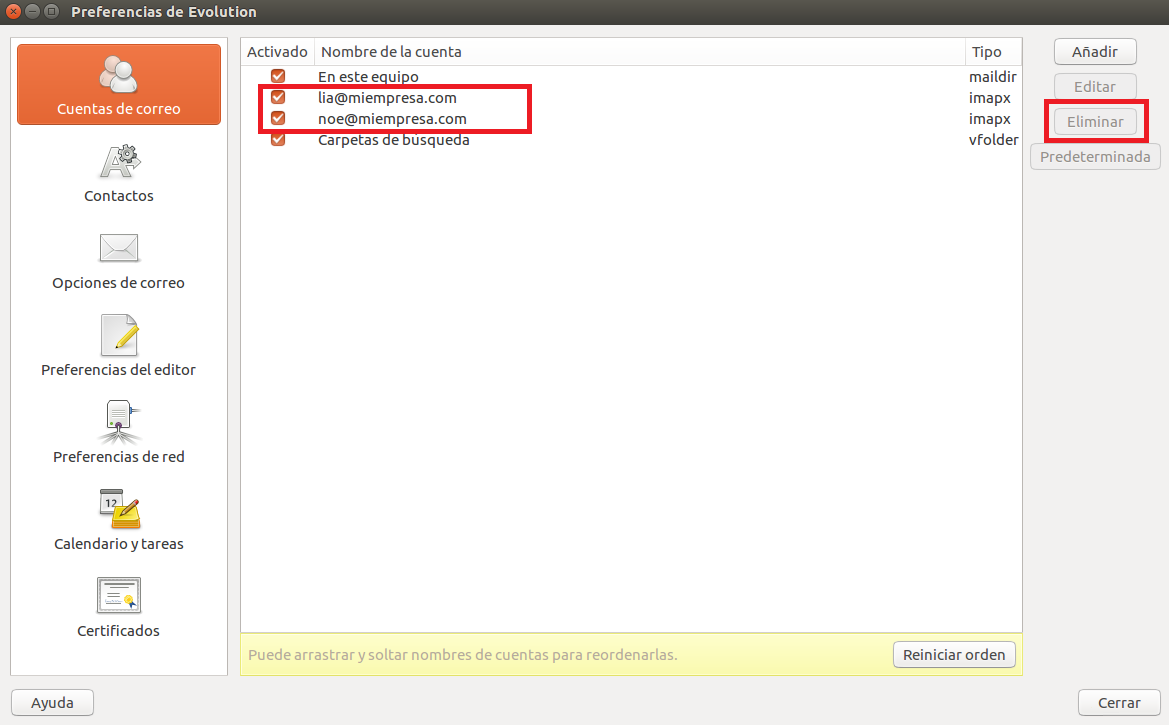 Preferencias de Evolution
Cuentas de correo
Contactos
Opciones de correo
Preferencias del editor
Preferencias de red
12
Calendario y tareas
Certificados
Activado Nombre de la cuenta Tipo
En este equipo maildir
lia@miempresa.com imapx
noe@miempresa.com imapx
Carpetas de búsqueda vfolder
Añadir
Editar
Eliminar
Predeterminada
Puede arrastrar y soltar nombres de cuentas para reordenarlas.
Reiniciar orden
Ayuda
Cerrar